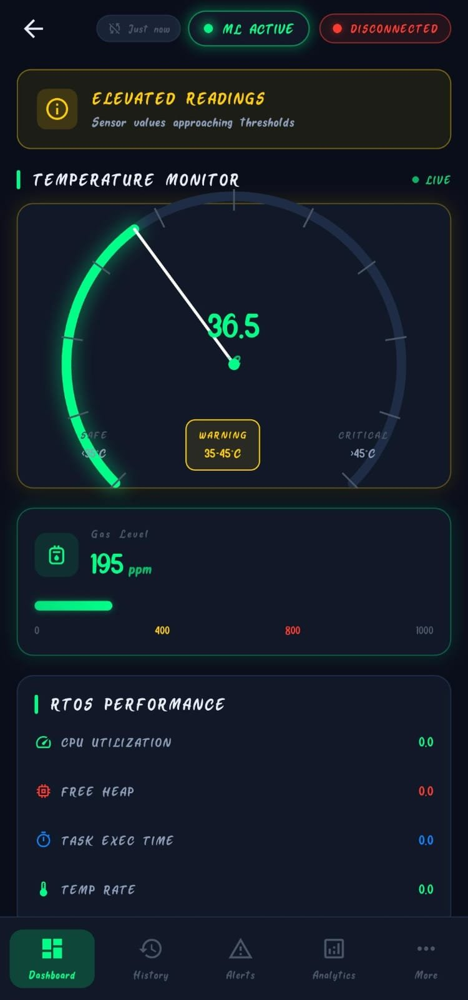 Just now
ML ACTIVE
DISCONNECTED
ELEVATED READINGS
Sensor values approaching thresholds
TEMPERATURE MONITOR
LIVE
36.5
SAFE
WARNING
CRITICAL
<35°C
35-45°C
>45°C
Gas Level
195 ppm
0
400
800
1000
RTOS PERFORMANCE
CPU UTILIZATION
0.0
FREE HEAP
0.0
TASK EXEC TIME
0.0
TEMP RATE
0.0
Dashboard
History
Alerts
Analytics
More